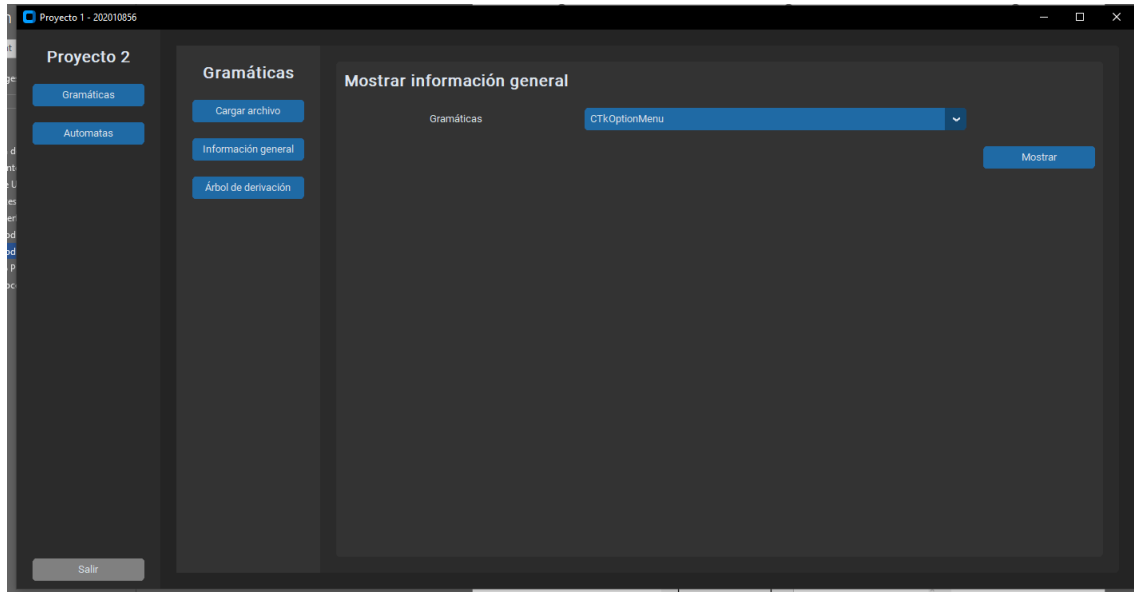 Proyecto 1 - 202010856
Proyecto 2
Gramáticas
Automatas
Salir
Gramáticas
Cargar archivo
Información general
Árbol de derivación
Mostrar información general
Gramáticas
CTkOptionMenu
Mostrar